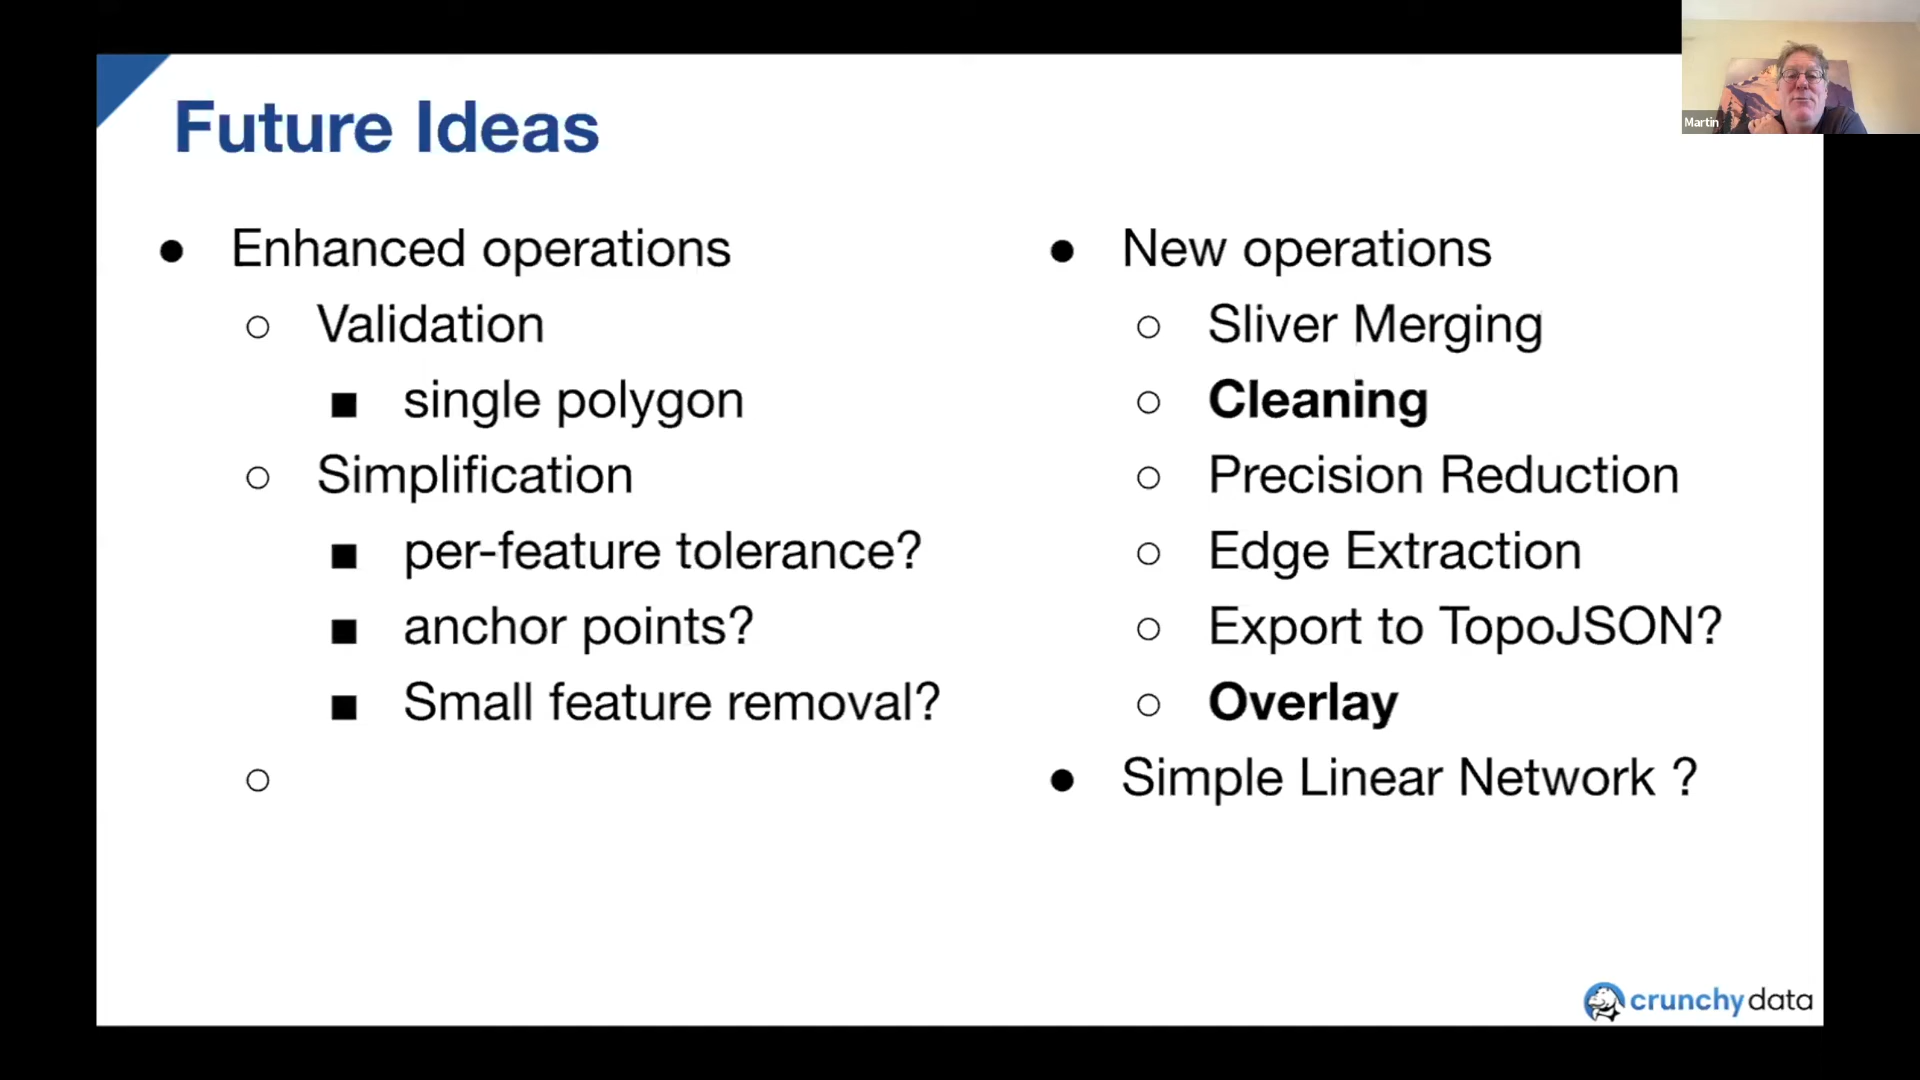 Future Ideas
● Enhanced operations
○ Validation
■ single polygon
○ Simplification
■ per-feature tolerance?
■ anchor points?
■ Small feature removal?
○
● New operations
○ Sliver Merging
○ Cleaning
○ Precision Reduction
○ Edge Extraction
○ Export to TopoJSON?
○ Overlay
● Simple Linear Network ?
crunchydata
Martin